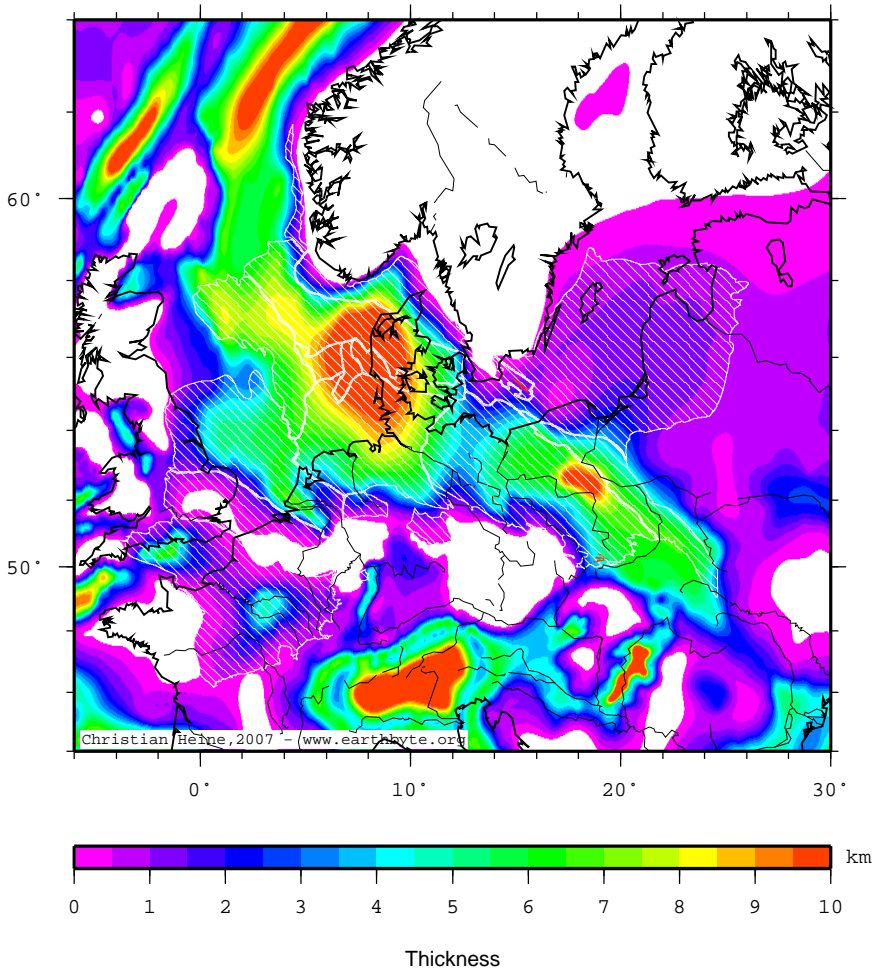 60°
50°
Christian Heine,2007 - www.earthbyte.org
0° 10° 20° 30°
km
0 1 2 3 4 5 6 7 8 9 10
Thickness